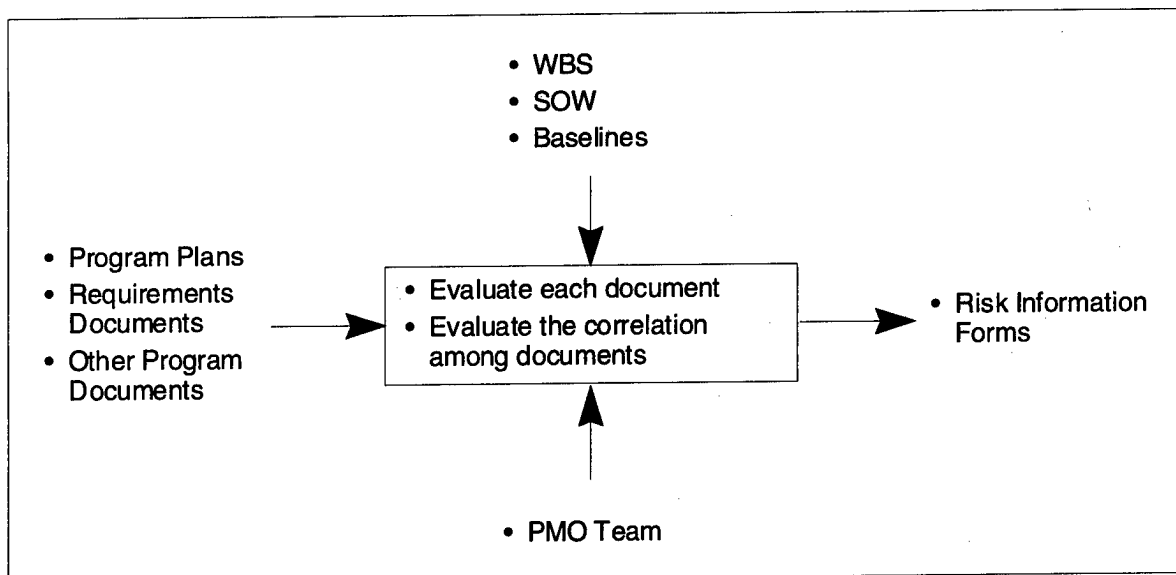 • WBS
• SOW
• Baselines
• Program Plans
• Requirements
Documents
• Other Program
Documents
• Evaluate each document
• Evaluate the correlation
among documents
• Risk Information
Forms
• PMO Team